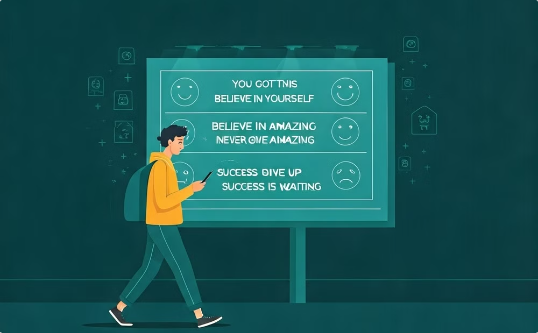 YOU GOTTNIS
BELIEVE IN YOURSELF
BELIEVE IN AMAZING
NEVER GIVE AMAZING
SUCCESS GIVE UP
SUCCESS IS WAITING